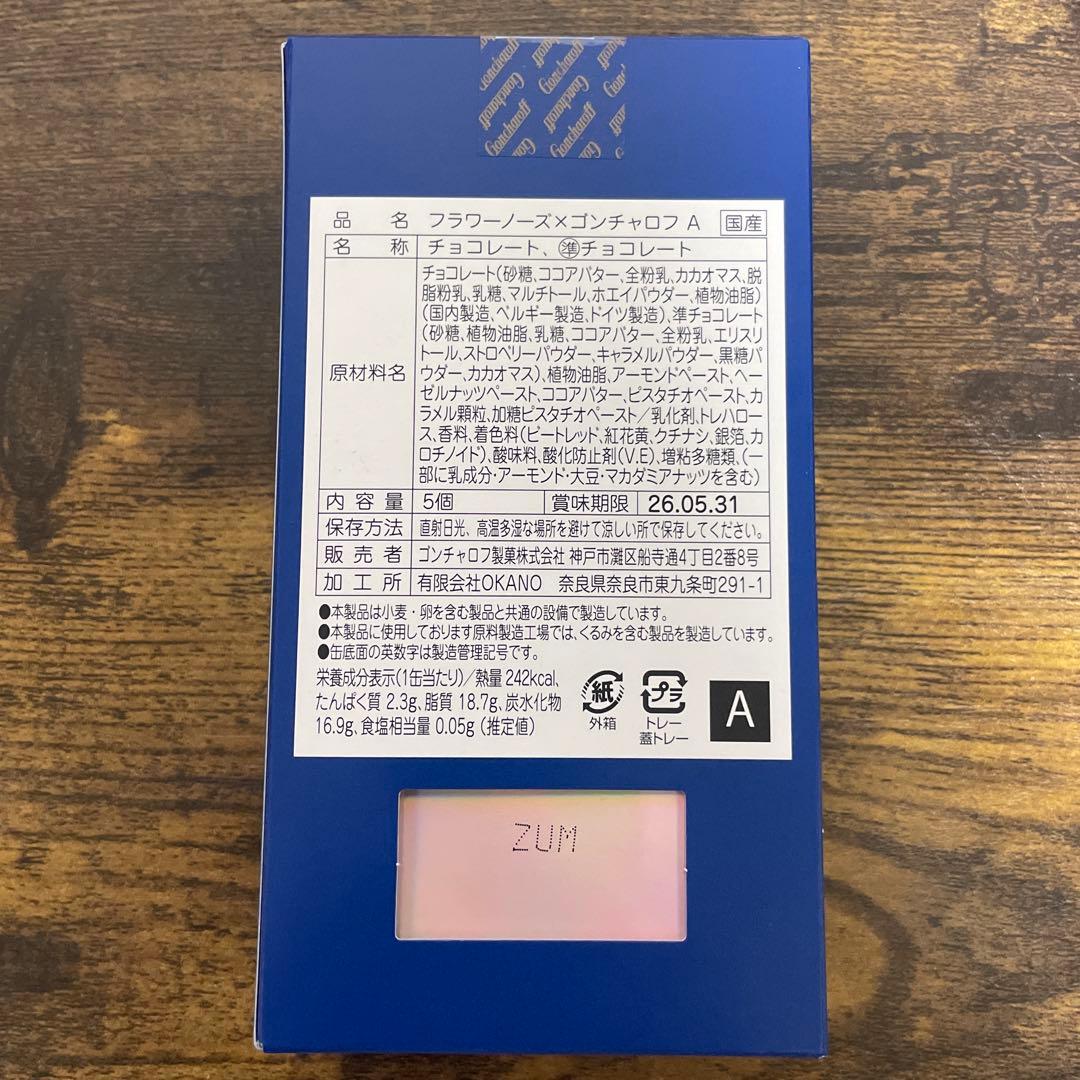 Goncharoff
品名 フラワーノーズ×ゴンチャロフ A 国産
名称 チョコレート、準チョコレート
原材料名
チョコレート(砂糖、ココアバター、全粉乳、カカオマス、脱
脂粉乳、乳糖、マルチトール、ホエイパウダー、植物油脂)
(国内製造、ベルギー製造、ドイツ製造)、準チョコレート
(砂糖、植物油脂、乳糖、ココアバター、全粉乳、エリスリ
トール、ストロベリーパウダー、キャラメルパウダー、黒糖パ
ウダー、カカオマス)、植物油脂、アーモンドペースト、ヘー
ゼルナッツペースト、ココアバター、ピスタチオペースト、カ
ラメル顆粒、加糖ピスタチオペースト/乳化剤、トレハロー
ス、香料、着色料(ビートレッド、紅花黄、クチナシ、銀箔、カ
ロチノイド)、酸味料、酸化防止剤(V.E)、増粘多糖類、(一
部に乳成分・アーモンド・大豆・マカダミアナッツを含む)
内容量 5個 賞味期限 26.05.31
保存方法 直射日光、高温多湿な場所を避けて涼しい所で保存してください。
販売者 ゴンチャロフ製菓株式会社 神戸市灘区船寺通4丁目2番8号
加工所 有限会社OKANO 奈良県奈良市東九条町291-1
●本製品は小麦・卵を含む製品と共通の設備で製造しています。
●本製品に使用しております原料製造工場では、くるみを含む製品を製造しています。
●缶底面の英数字は製造管理記号です。
栄養成分表示(1缶当たり)/熱量 242kcal、
たんぱく質 2.3g、脂質 18.7g、炭水化物
16.9g、食塩相当量 0.05g (推定値)
紙
外箱
プラ
トレー
蓋トレー
A
ZUM